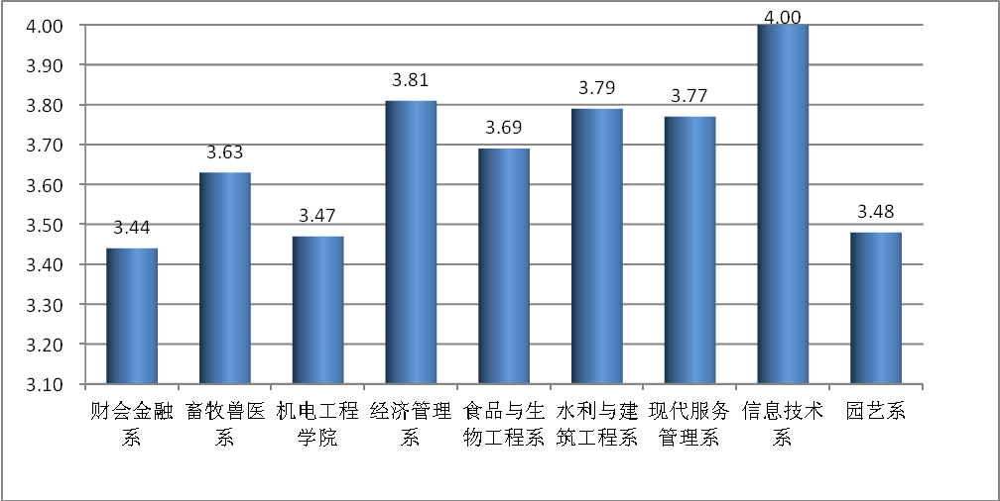 4.00
3.90
3.80
3.70
3.60
3.50
3.40
3.30
3.20
3.10
3.44
3.63
3.47
3.81
3.69
3.79
3.77
4.00
3.48
财会金融
系
畜牧兽医
系
机电工程
学院
经济管理
系
食品与生
物工程系
水利与建
筑工程系
现代服务
管理系
信息技术
系
园艺系